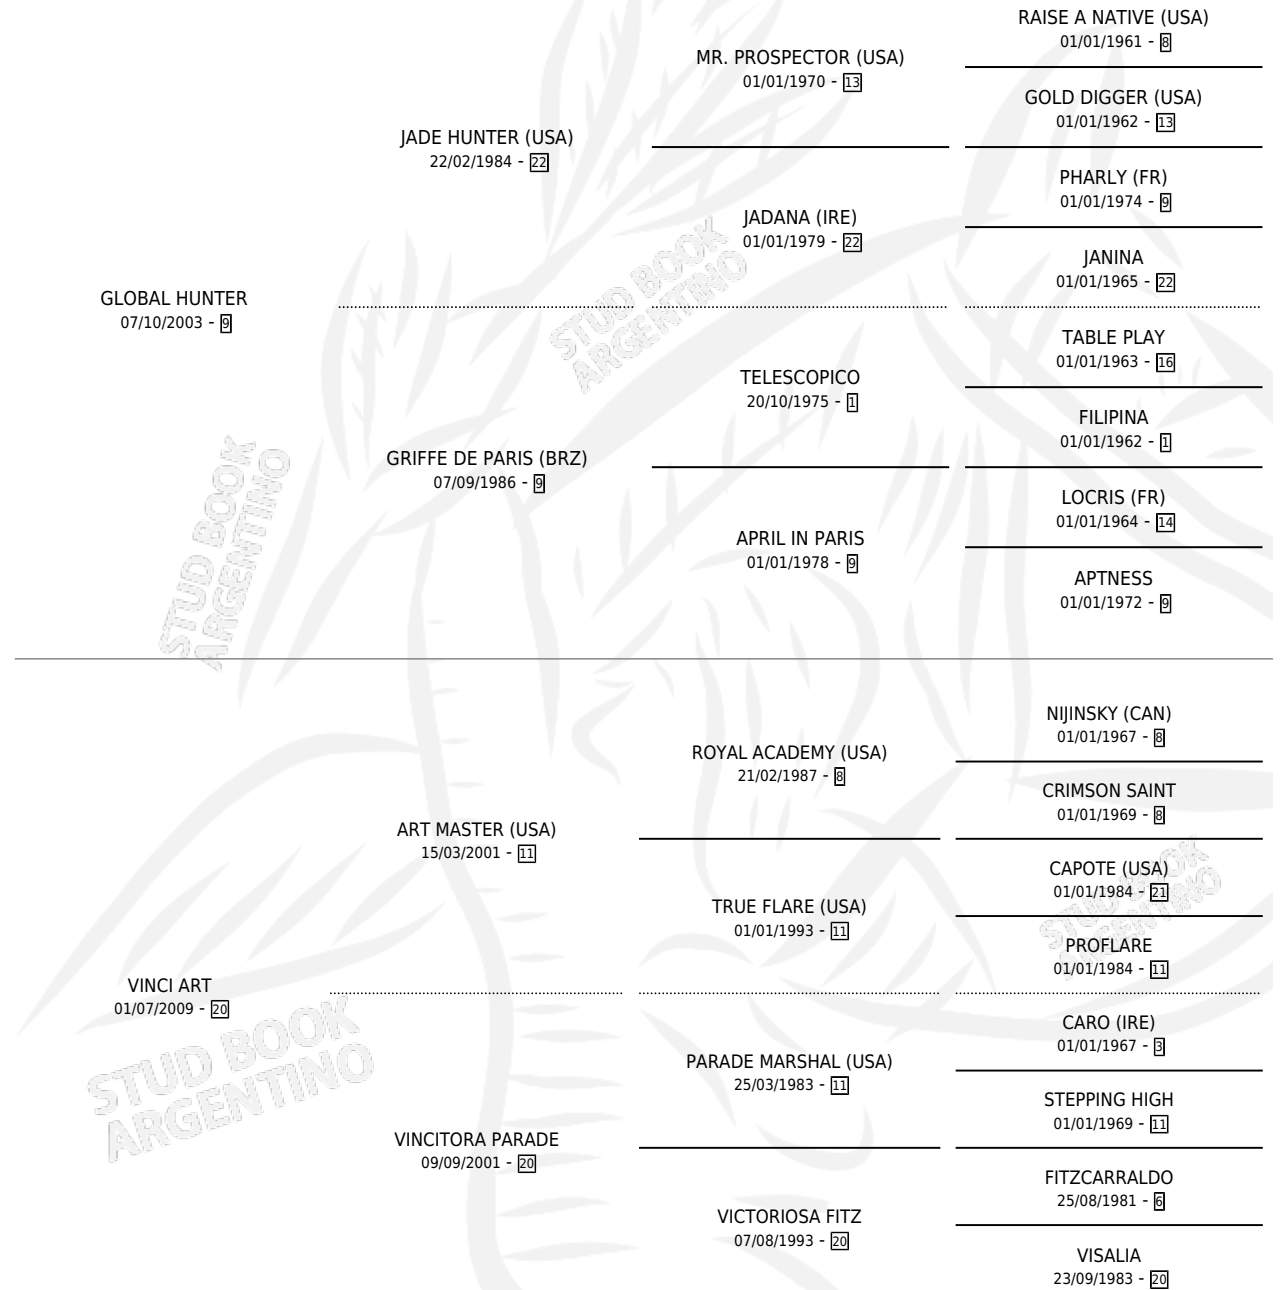 RAISE A NATIVE (USA)
01/01/1961 - 8
MR. PROSPECTOR (USA)
01/01/1970 - 13
GOLD DIGGER (USA)
01/01/1962 - 13
JADE HUNTER (USA)
22/02/1984 - 22
PHARLY (FR)
01/01/1974 - 9
JADANA (IRE)
01/01/1979 - 22
JANINA
01/01/1965 - 22
GLOBAL HUNTER
07/10/2003 - 9
STUD BOOK
ARGENTINO
TABLE PLAY
01/01/1963 - 16
TELESCOPICO
20/10/1975 - 1
FILIPINA
01/01/1962 - 1
GRIFFE DE PARIS (BRZ)
07/09/1986 - 9
LOCRIS (FR)
01/01/1964 - 14
APRIL IN PARIS
01/01/1978 - 9
APTNESS
01/01/1972 - 9
STUD BOOK
ARGENTINO
NIJINSKY (CAN)
01/01/1967 - 8
ROYAL ACADEMY (USA)
21/02/1987 - 8
CRIMSON SAINT
01/01/1969 - 8
ART MASTER (USA)
15/03/2001 - 11
CAPOTE (USA)
01/01/1984 - 21
TRUE FLARE (USA)
01/01/1993 - 11
PROFLARE
01/01/1984 - 11
STUD BOOK
ARGENTINO
VINCI ART
01/07/2009 - 20
CARO (IRE)
01/01/1967 - 3
PARADE MARSHAL (USA)
25/03/1983 - 11
STEPPING HIGH
01/01/1969 - 11
STUD BOOK
ARGENTINO
VINCITORA PARADE
09/09/2001 - 20
FITZCARRALDO
25/08/1981 - 6
VICTORIOSA FITZ
07/08/1993 - 20
VISALIA
23/09/1983 - 20